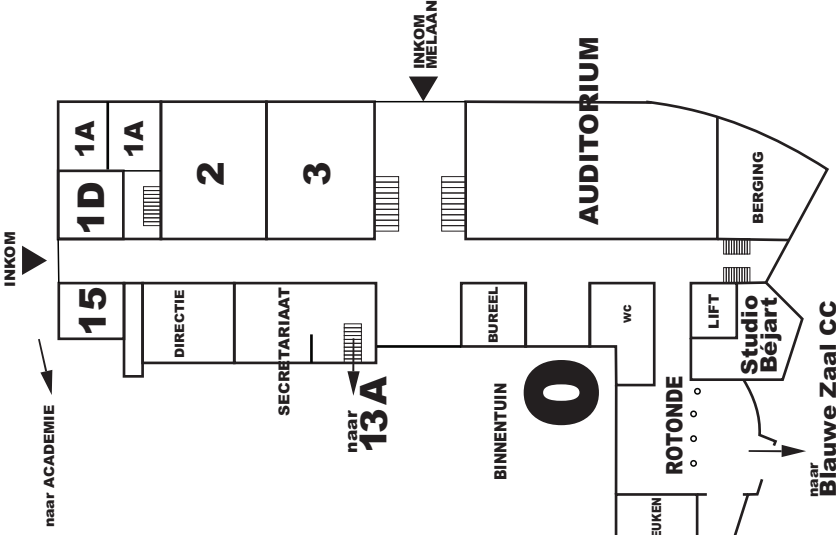 INKOM
MELAAN
1A
1A
2
3
AUDITORIUM
BERGING
1D
INKOM
15
DIRECTIE
SECRETARIAAT
BUREEL
WC
LIFT
Studio
Béjart
naar
13A
BINNENTUIN
0
ROTONDE
naar
Blauwe Zaal CC
naar ACADEMIE
EUKEN